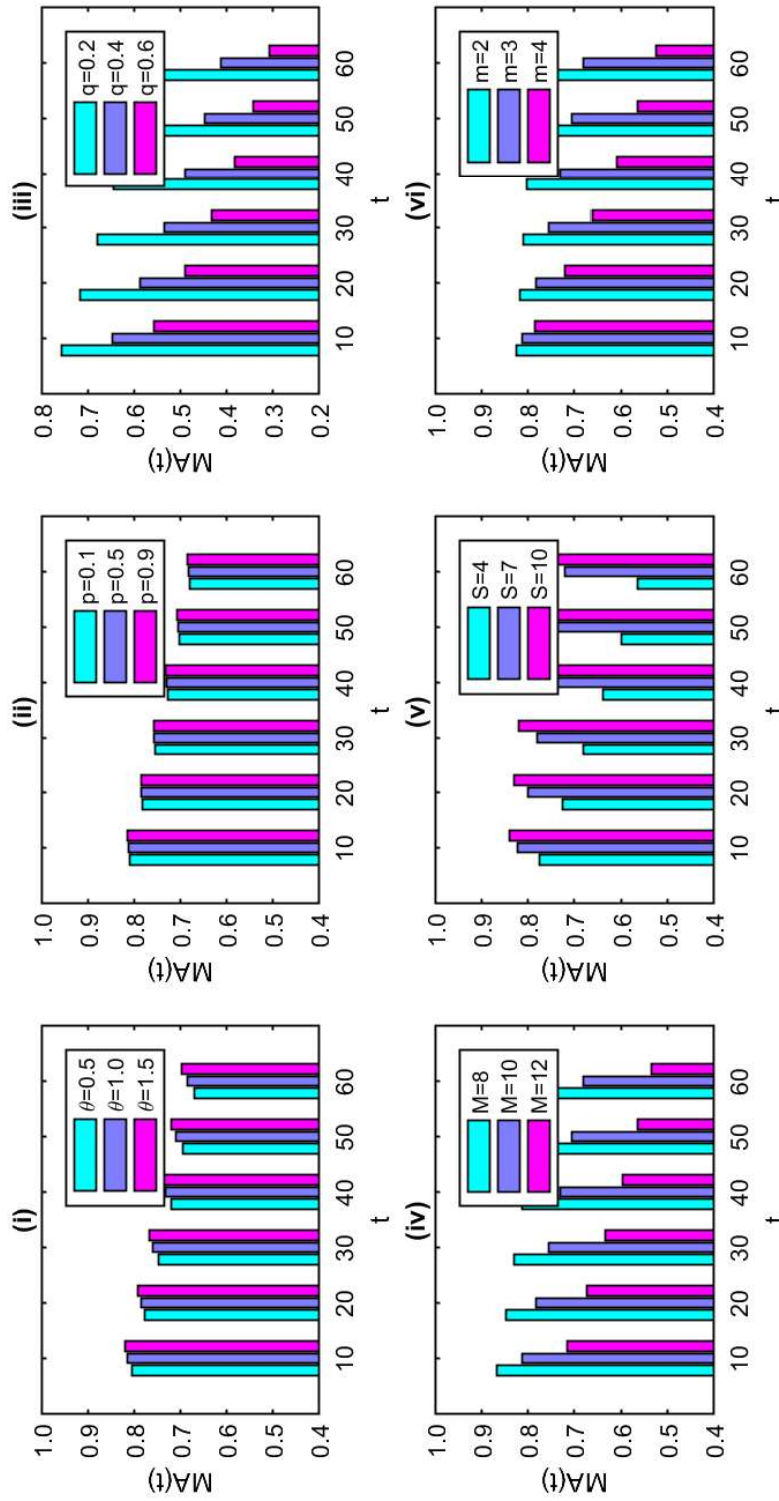 (i)
MA(t)
1.0
0.9
0.8
0.7
0.6
0.5
0.4
θ=0.5
θ=1.0
θ=1.5
10 20 30 40 50 60
t
(ii)
MA(t)
1.0
0.9
0.8
0.7
0.6
0.5
0.4
p=0.1
p=0.5
p=0.9
10 20 30 40 50 60
t
(iii)
MA(t)
0.8
0.7
0.6
0.5
0.4
0.3
0.2
q=0.2
q=0.4
q=0.6
10 20 30 40 50 60
t
(iv)
MA(t)
1.0
0.9
0.8
0.7
0.6
0.5
0.4
M=8
M=10
M=12
10 20 30 40 50 60
t
(v)
MA(t)
1.0
0.9
0.8
0.7
0.6
0.5
0.4
S=4
S=7
S=10
10 20 30 40 50 60
t
(vi)
MA(t)
1.0
0.9
0.8
0.7
0.6
0.5
0.4
m=2
m=3
m=4
10 20 30 40 50 60
t